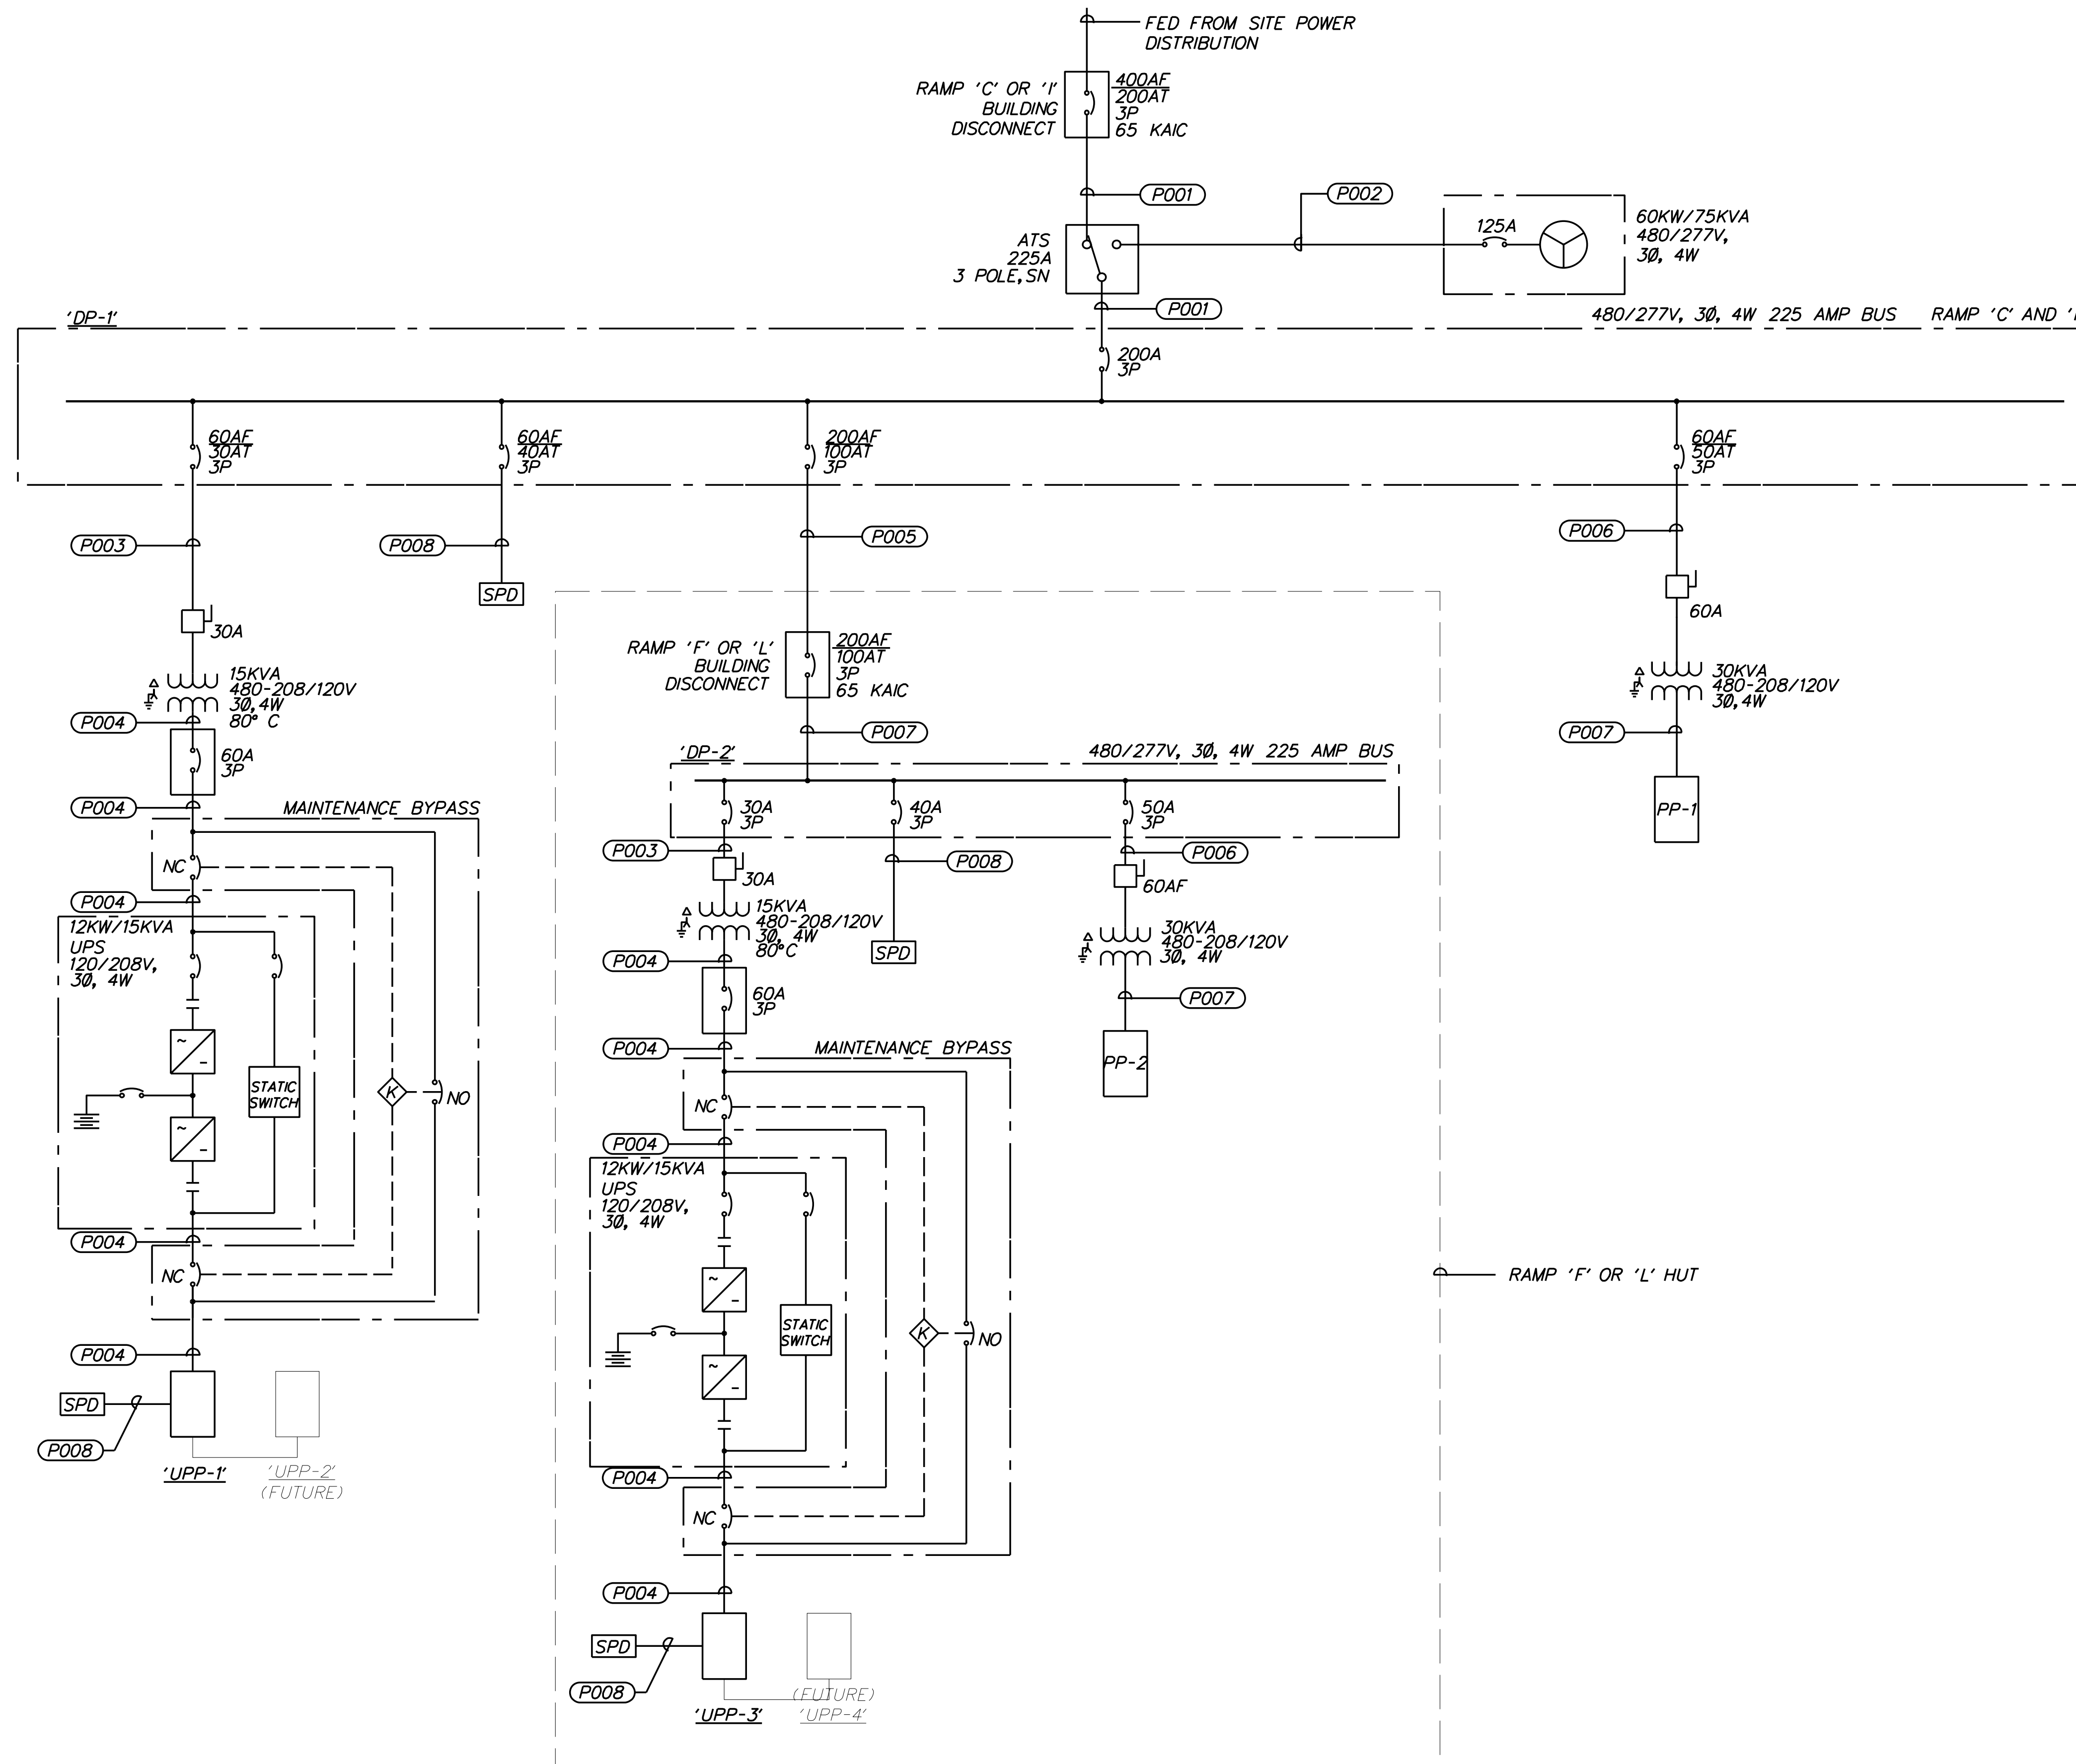 FED FROM SITE POWER
DISTRIBUTION
RAMP 'C' OR 'I'
BUILDING
DISCONNECT
400AF
200AT
3P
65 KAIC
P001
P002
125A
60KW/75KVA
480/277V,
3Ø, 4W
ATS
225A
3 POLE,SN
P001
'DP-1'
480/277V, 3Ø, 4W 225 AMP BUS RAMP 'C' AND
200A
3P
60AF
30AT
3P
60AF
40AT
3P
200AF
100AT
3P
60AF
50AT
3P
P003
P008
P005
P006
SPD
30A
60A
RAMP 'F' OR 'L'
BUILDING
DISCONNECT
200AF
100AT
3P
65 KAIC
15KVA
480-208/120V
3Ø,4W
80° C
30KVA
480-208/120V
3Ø,4W
P004
P007
P007
60A
3P
'DP-2'
480/277V, 3Ø, 4W 225 AMP BUS
PP-1
P004
MAINTENANCE BYPASS
30A
3P
40A
3P
50A
3P
NC
P003
P008
P006
P004
30A
60AF
12KW/15KVA
UPS
120/208V,
3Ø, 4W
15KVA
480-208/120V
3Ø, 4W
80°C
SPD
30KVA
480-208/120V
3Ø, 4W
P004
60A
3P
P007
~
-
P004
MAINTENANCE BYPASS
PP-2
STATIC
SWITCH
K
NO
NC
~
-
P004
12KW/15KVA
UPS
120/208V,
3Ø, 4W
P004
NC
~
-
RAMP 'F' OR 'L' HUT
STATIC
SWITCH
K
NO
P004
~
-
SPD
P008
'UPP-1'
'UPP-2'
(FUTURE)
P004
NC
P004
SPD
P008
(FUTURE)
'UPP-3'
'UPP-4'